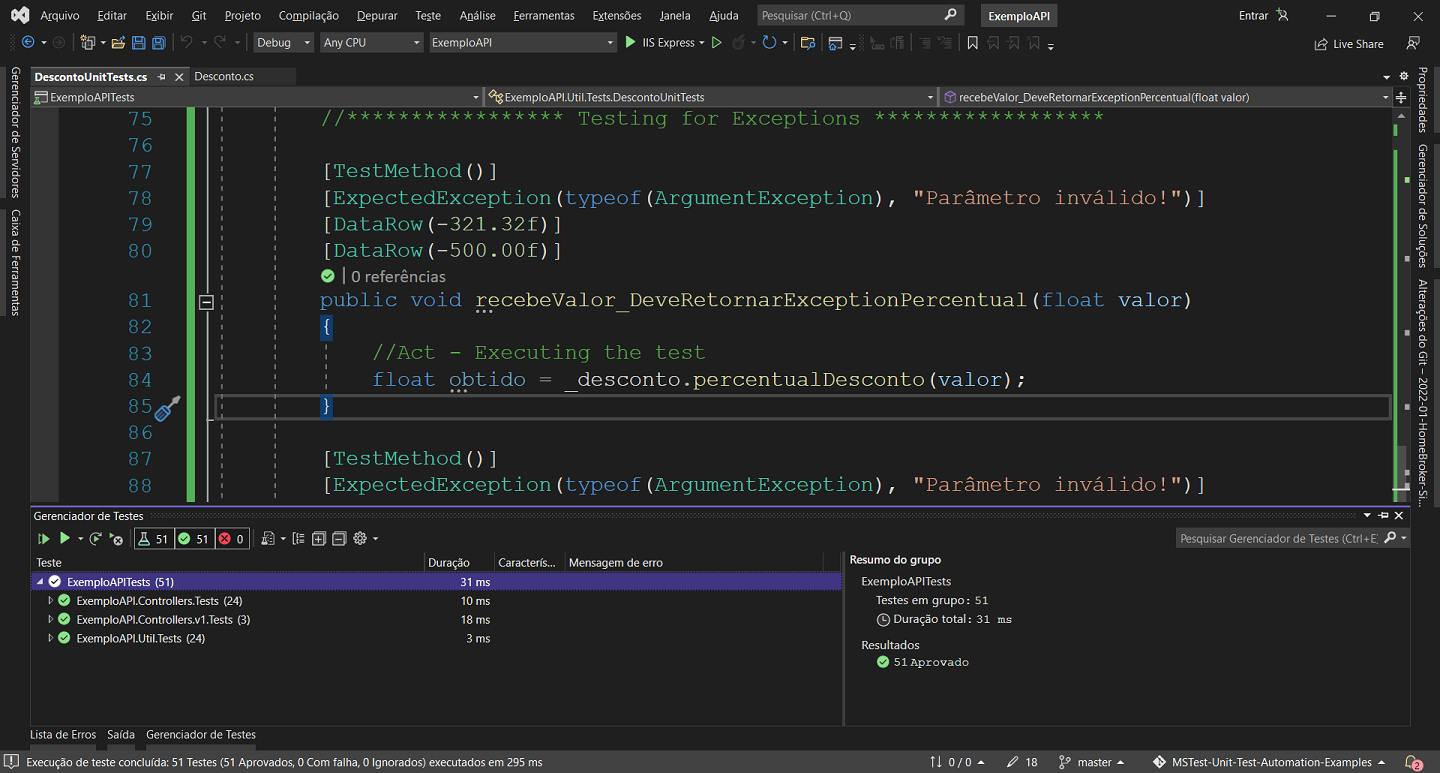 Arquivo Editar Exibir Git Projeto Compilação Depurar Teste Análise Ferramentas Extensões Janela Ajuda Pesquisar (Ctrl+Q) ExemploAPI Entrar
Debug Any CPU ExemploAPI IIS Express Live Share
DescontoUnitTests.cs Desconto.cs
ExemploAPITests ExemploAPI.Util.Tests.DescontoUnitTests recebeValor_DeveRetornarExceptionPercentual(float valor)
Gerenciador de Servidores
Caixa de Ferramentas
75 //***************** Testing for Exceptions ******************
76
77 [TestMethod()]
78 [ExpectedException(typeof(ArgumentException), "Parâmetro inválido!")]
79 [DataRow(-321.32f)]
80 [DataRow(-500.00f)]
0 referências
81 public void recebeValor_DeveRetornarExceptionPercentual(float valor)
82 {
83 //Act - Executing the test
84 float obtido = _desconto.percentualDesconto(valor);
85 }
86
87 [TestMethod()]
88 [ExpectedException(typeof(ArgumentException), "Parâmetro inválido!")]
Propriedades
Gerenciador de Soluções
Alterações do Git – 2022-01-HomeBroker-Si...
Gerenciador de Testes
51 51 0 Pesquisar Gerenciador de Testes (Ctrl+E)
Teste Duração Caracterís... Mensagem de erro
ExemploAPITests (51) 31 ms
ExemploAPI.Controllers.Tests (24) 10 ms
ExemploAPI.Controllers.v1.Tests (3) 18 ms
ExemploAPI.Util.Tests (24) 3 ms
Resumo do grupo
ExemploAPITests
Testes em grupo: 51
Duração total: 31 ms
Resultados
51 Aprovado
Lista de Erros Saída Gerenciador de Testes
Execução de teste concluída: 51 Testes (51 Aprovados, 0 Com falha, 0 Ignorados) executados em 295 ms 0 / 0 18 master MSTest-Unit-Test-Automation-Examples 2